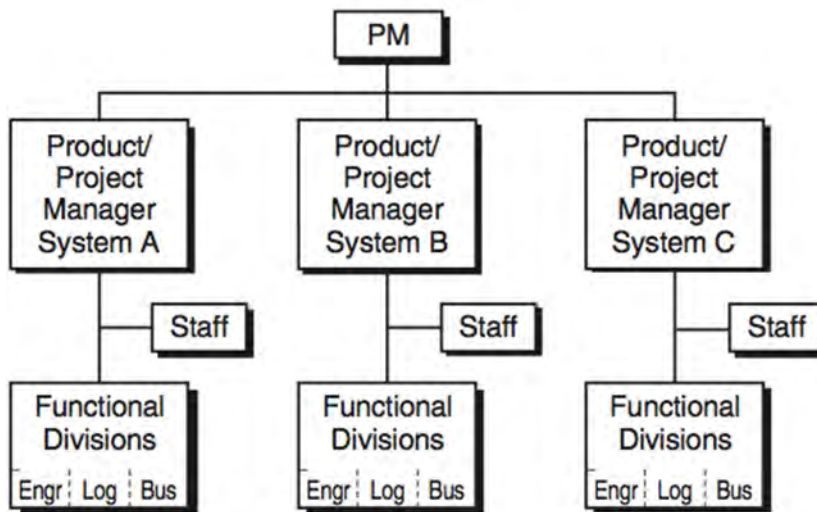 PM
Product/
Project
Manager
System A
Product/
Project
Manager
System B
Product/
Project
Manager
System C
Staff
Staff
Staff
Functional
Divisions
Engr Log Bus
Functional
Divisions
Engr Log Bus
Functional
Divisions
Engr Log Bus